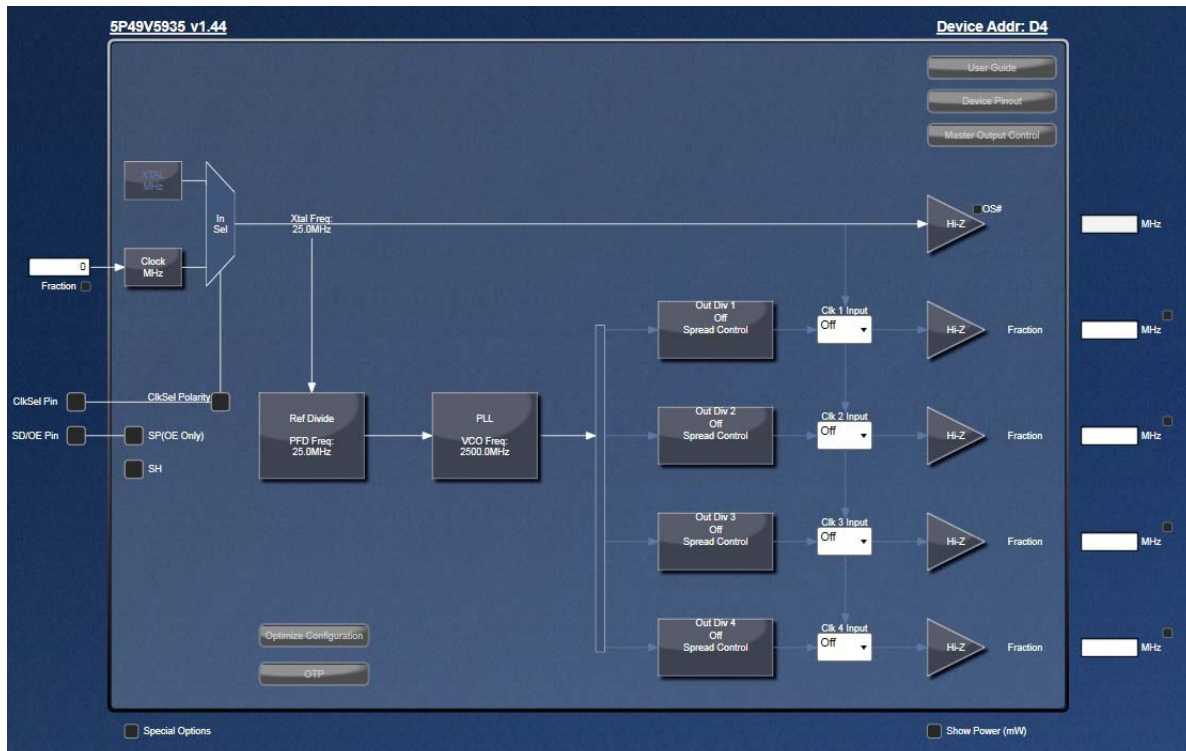 5P49V5935 v1.44
Device Addr: D4
User Guide
Device Pinout
Master Output Control
XTAL
MHz
In
Sel
Xtal Freq:
25.0MHz
OS#
Hi-Z
MHz
0
Clock
MHz
Fraction
Out Div 1
Off
Spread Control
Clk 1 Input
Off
Hi-Z
Fraction
MHz
ClkSel Pin
ClkSel Polarity
SD/OE Pin
SP(OE Only)
SH
Ref Divide
PFD Freq:
25.0MHz
PLL
VCO Freq:
2500.0MHz
Out Div 2
Off
Spread Control
Clk 2 Input
Off
Hi-Z
Fraction
MHz
Out Div 3
Off
Spread Control
Clk 3 Input
Off
Hi-Z
Fraction
MHz
Out Div 4
Off
Spread Control
Clk 4 Input
Off
Hi-Z
Fraction
MHz
Optimize Configuration
OTP
Special Options
Show Power (mW)